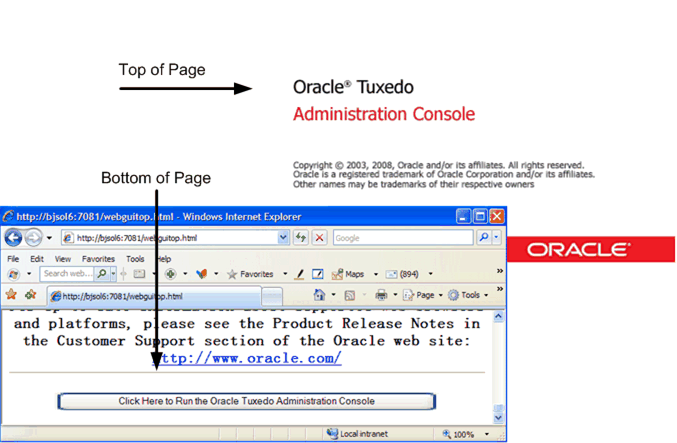 Top of Page
Oracle® Tuxedo
Administration Console
Copyright © 2003, 2008, Oracle and/or its affiliates. All rights reserved.
Oracle is a registered trademark of Oracle Corporation and/or its affiliates.
Other names may be trademarks of their respective owners
Bottom of Page
http://bjsol6:7081/webguitop.html - Windows Internet Explorer
http://bjsol6:7081/webguitop.html
Google
ORACLE
File Edit View Favorites Tools Help
Search web...
Favorites
Maps
(894)
http://bjsol6:7081/webguitop.html
Page
Tools
and platforms, please see the Product Release Notes in
the Customer Support section of the Oracle web site:
http://www.oracle.com/
Click Here to Run the Oracle Tuxedo Administration Console
Local intranet
100%